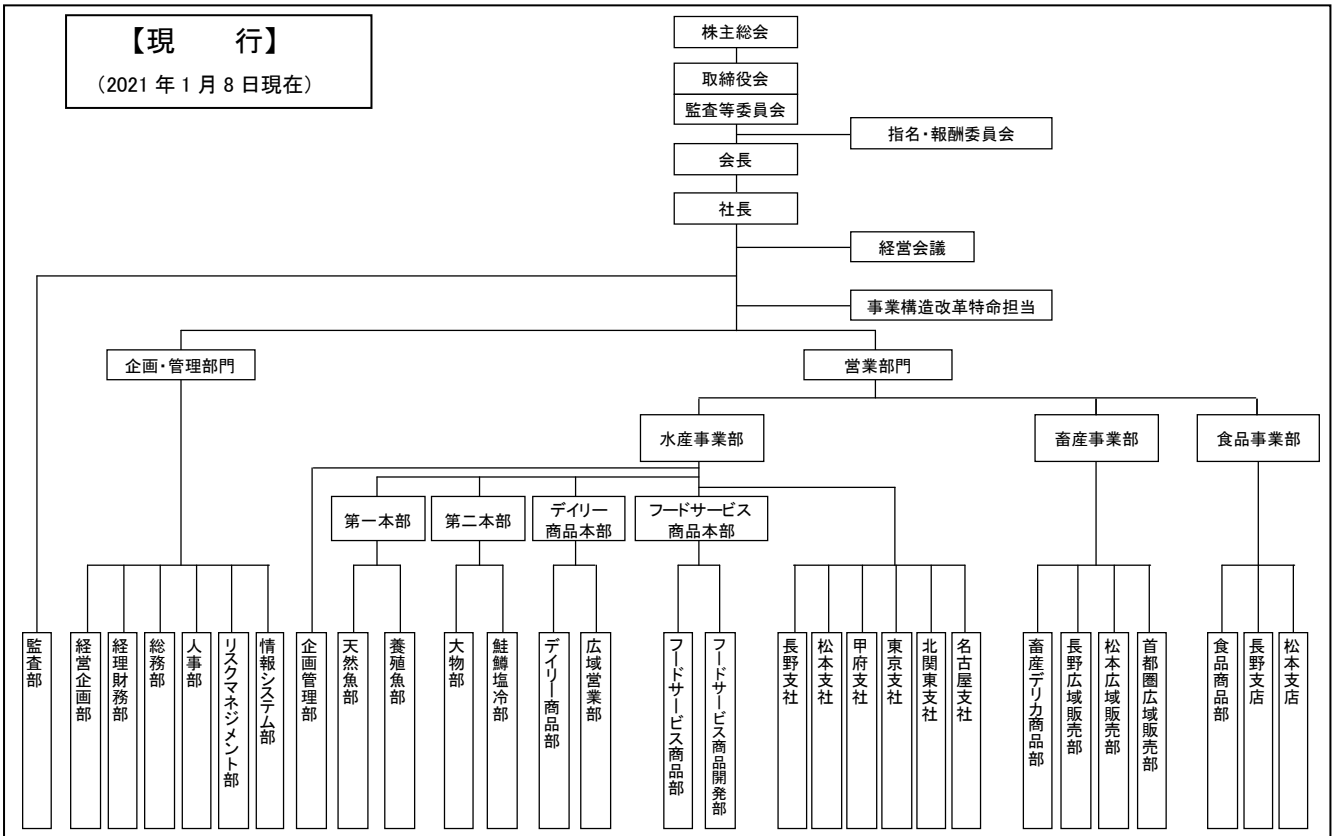 【現　　行】
（2021 年 1 月 8 日現在）
株主総会
取締役会
監査等委員会
指名・報酬委員会
会長
社長
経営会議
事業構造改革特命担当
企画・管理部門
営業部門
水産事業部
畜産事業部
食品事業部
第一本部
第二本部
デイリー
商品本部
フードサービス
商品本部
監査部
経営企画部
経理財務部
総務部
人事部
リスクマネジメント部
情報システム部
企画管理部
天然魚部
養殖魚部
大物部
鮭鱒塩冷部
デイリー商品部
広域営業部
フードサービス商品部
フードサービス商品開発部
長野支社
松本支社
甲府支社
東京支社
北関東支社
名古屋支社
畜産デリカ商品部
長野広域販売部
松本広域販売部
首都圏広域販売部
食品商品部
長野支店
松本支店